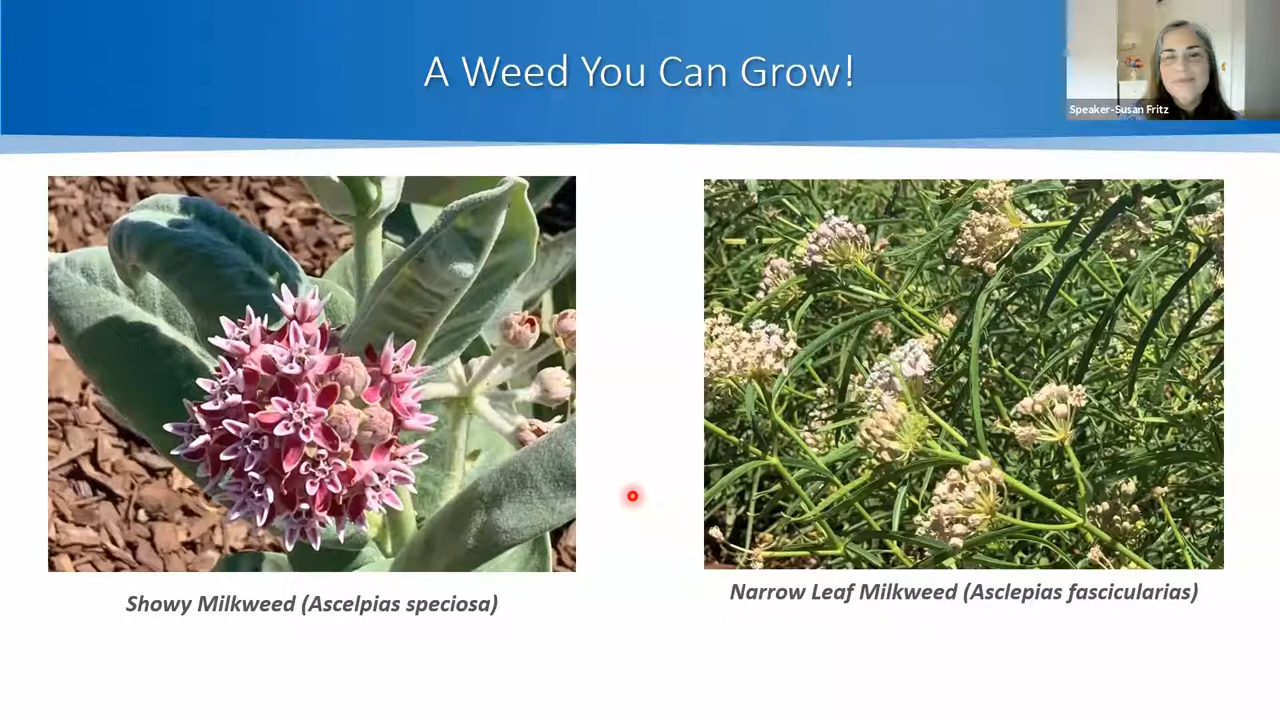 A Weed You Can Grow!
Speaker-Susan Fritz
Showy Milkweed (Ascelpias speciosa)
Narrow Leaf Milkweed (Asclepias fascicularias)